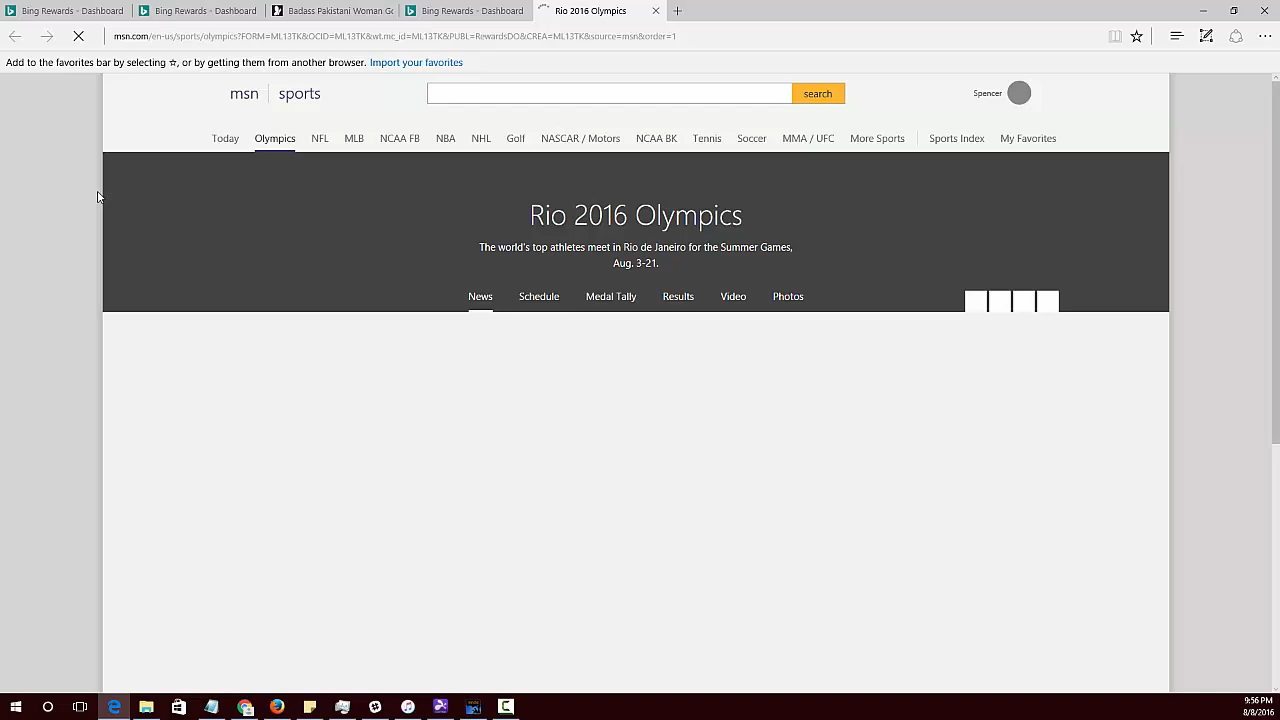 Bing Rewards - Dashboard
Bing Rewards - Dashboard
Badass Pakistani Woman Go
Bing Rewards - Dashboard
Rio 2016 Olympics
msn.com/en-us/sports/olympics?FORM=ML13TK&OCID=ML13TK&wt.mc_id=ML13TK&PUBL=RewardsDO&CREA=ML13TK&source=msn&order=1
Add to the favorites bar by selecting ☆, or by getting them from another browser. Import your favorites
msn sports
search
Spencer
Today Olympics NFL MLB NCAA FB NBA NHL Golf NASCAR / Motors NCAA BK Tennis Soccer MMA / UFC More Sports Sports Index My Favorites
Rio 2016 Olympics
The world's top athletes meet in Rio de Janeiro for the Summer Games,
Aug. 3-21.
News Schedule Medal Tally Results Video Photos
9:56 PM
8/8/2016